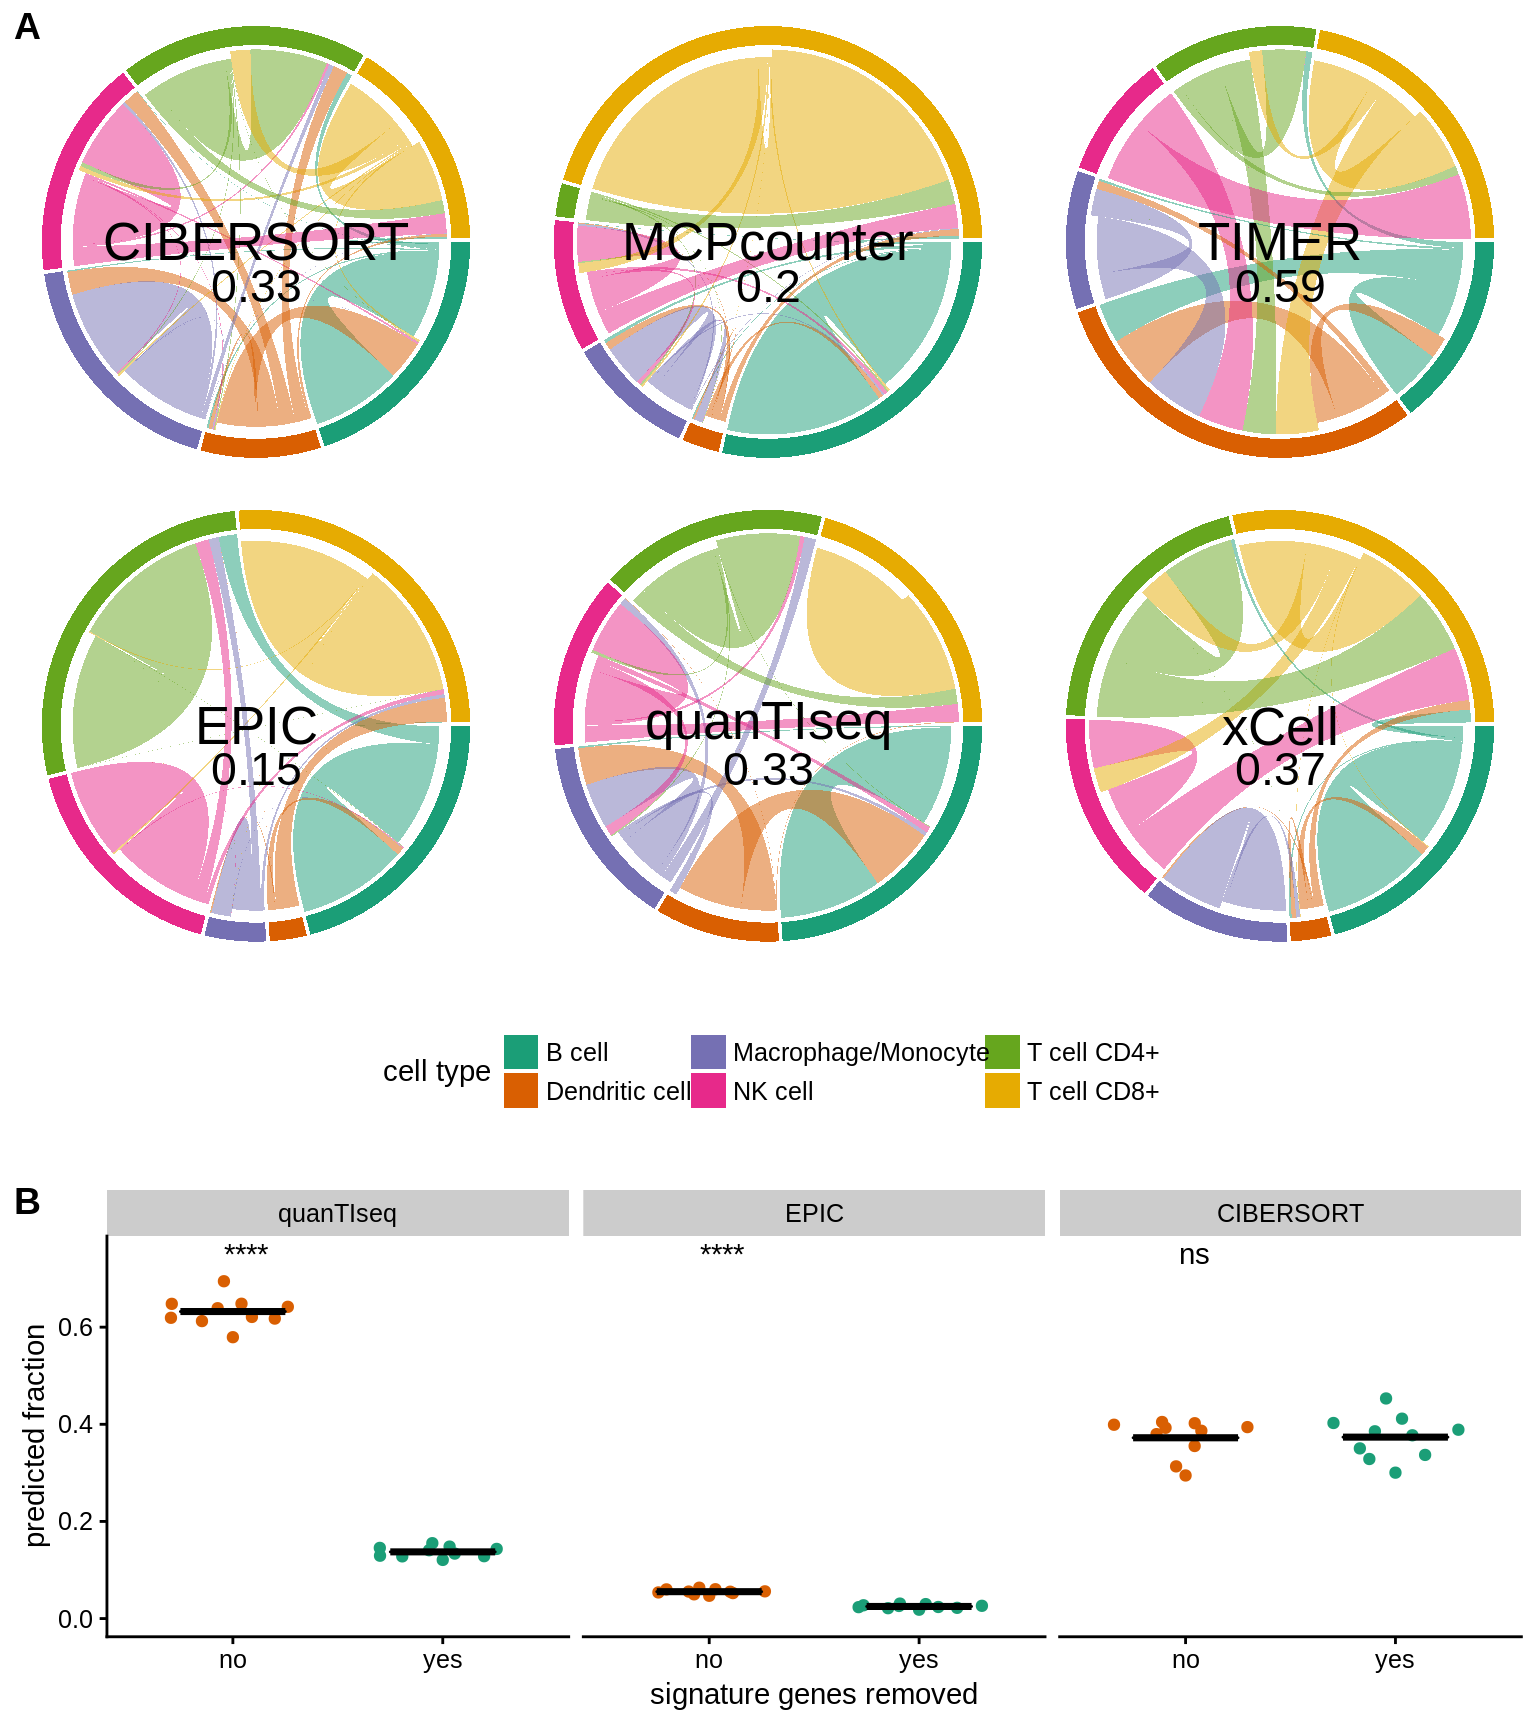 A
CIBERSORT
0.33
MCPcounter
0.2
TIMER
0.59
EPIC
0.15
quanTIseq
0.33
xCell
0.37
cell type
B cell
Macrophage/Monocyte
T cell CD4+
Dendritic cell
NK cell
T cell CD8+
B
quanTIseq
EPIC
CIBERSORT
****
****
ns
predicted fraction
0.6
0.4
0.2
0.0
no
yes
no
yes
no
yes
signature genes removed